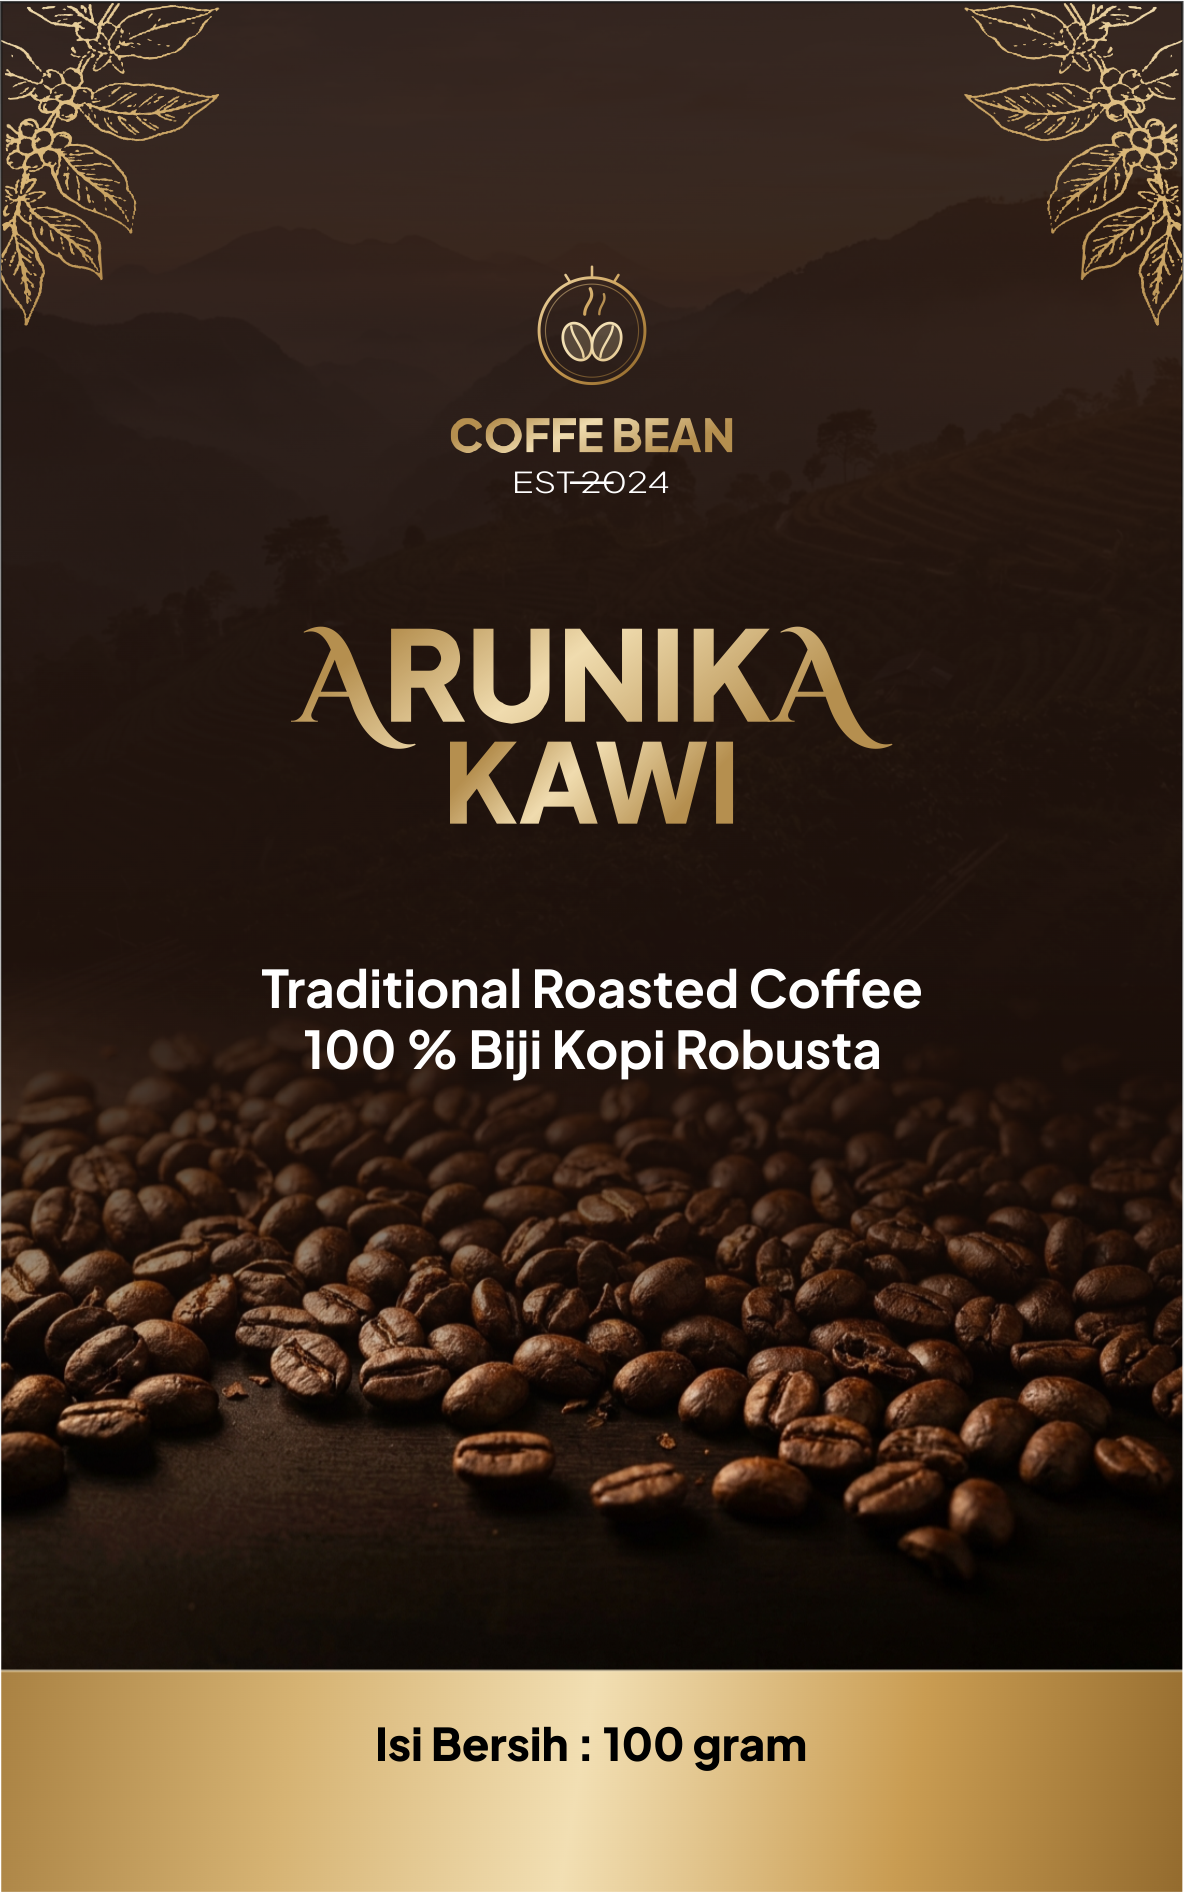 COFFE BEAN
EST 2024
ARUNIKA
KAWI
Traditional Roasted Coffee
100 % Biji Kopi Robusta
Isi Bersih : 100 gram